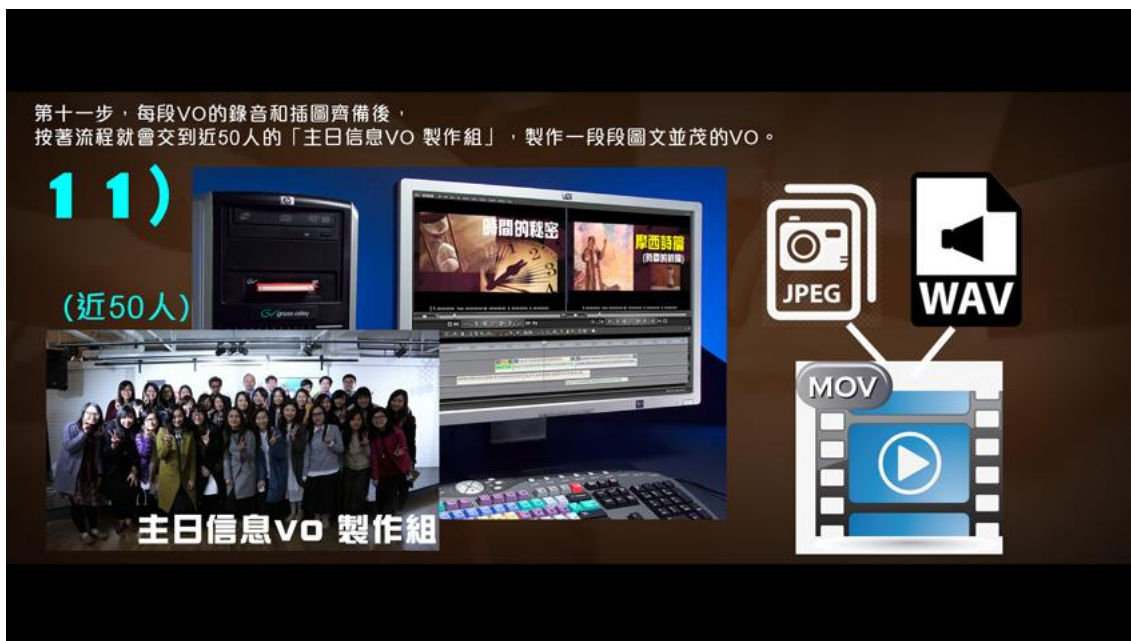 第十一步，每段VO的錄音和插圖齊備後，
按著流程就會交到近50人的「主日信息VO 製作組」，製作一段段圖文並茂的VO。
11)
(近50人)
hp
grass valley
時間的秘密
摩西詩篇
JPEG
WAV
MOV
主日信息VO 製作組